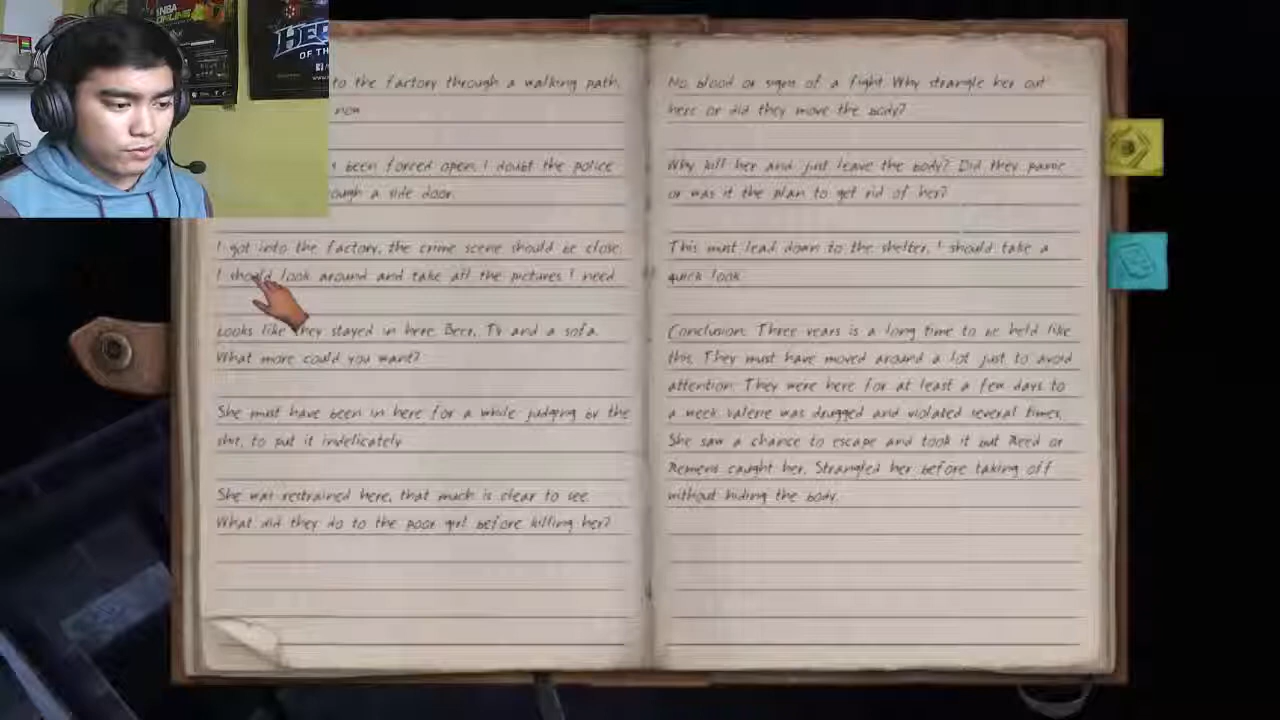 NBA
ONLINE
HE
OF TH
to the factory through a walking path,
now
been forced open, I doubt the police
ough a side door.
I got into the factory, the crime scene should be close.
I should look around and take all the pictures I need
Looks like they stayed in here. Beer, TV and a sofa.
What more could you want?
She must have been in here for a while judging by the
shit, to put it indelicately
She was restrained here, that much is clear to see
What did they do to the poor girl before killing her?
No blood or signs of a fight. Why strangle her out
here or did they move the body?
Why kill her and just leave the body? Did they panic
or was it the plan to get rid of her?
This must lead down to the shelter, I should take a
quick look
Conclusion: Three years is a long time to be held like
this. They must have moved around a lot just to avoid
attention. They were here for at least a few days to
a week. Valerie was drugged and violated several times.
She saw a chance to escape and took it but Reed or
caught her. Strangled her before taking off
without hiding the body.